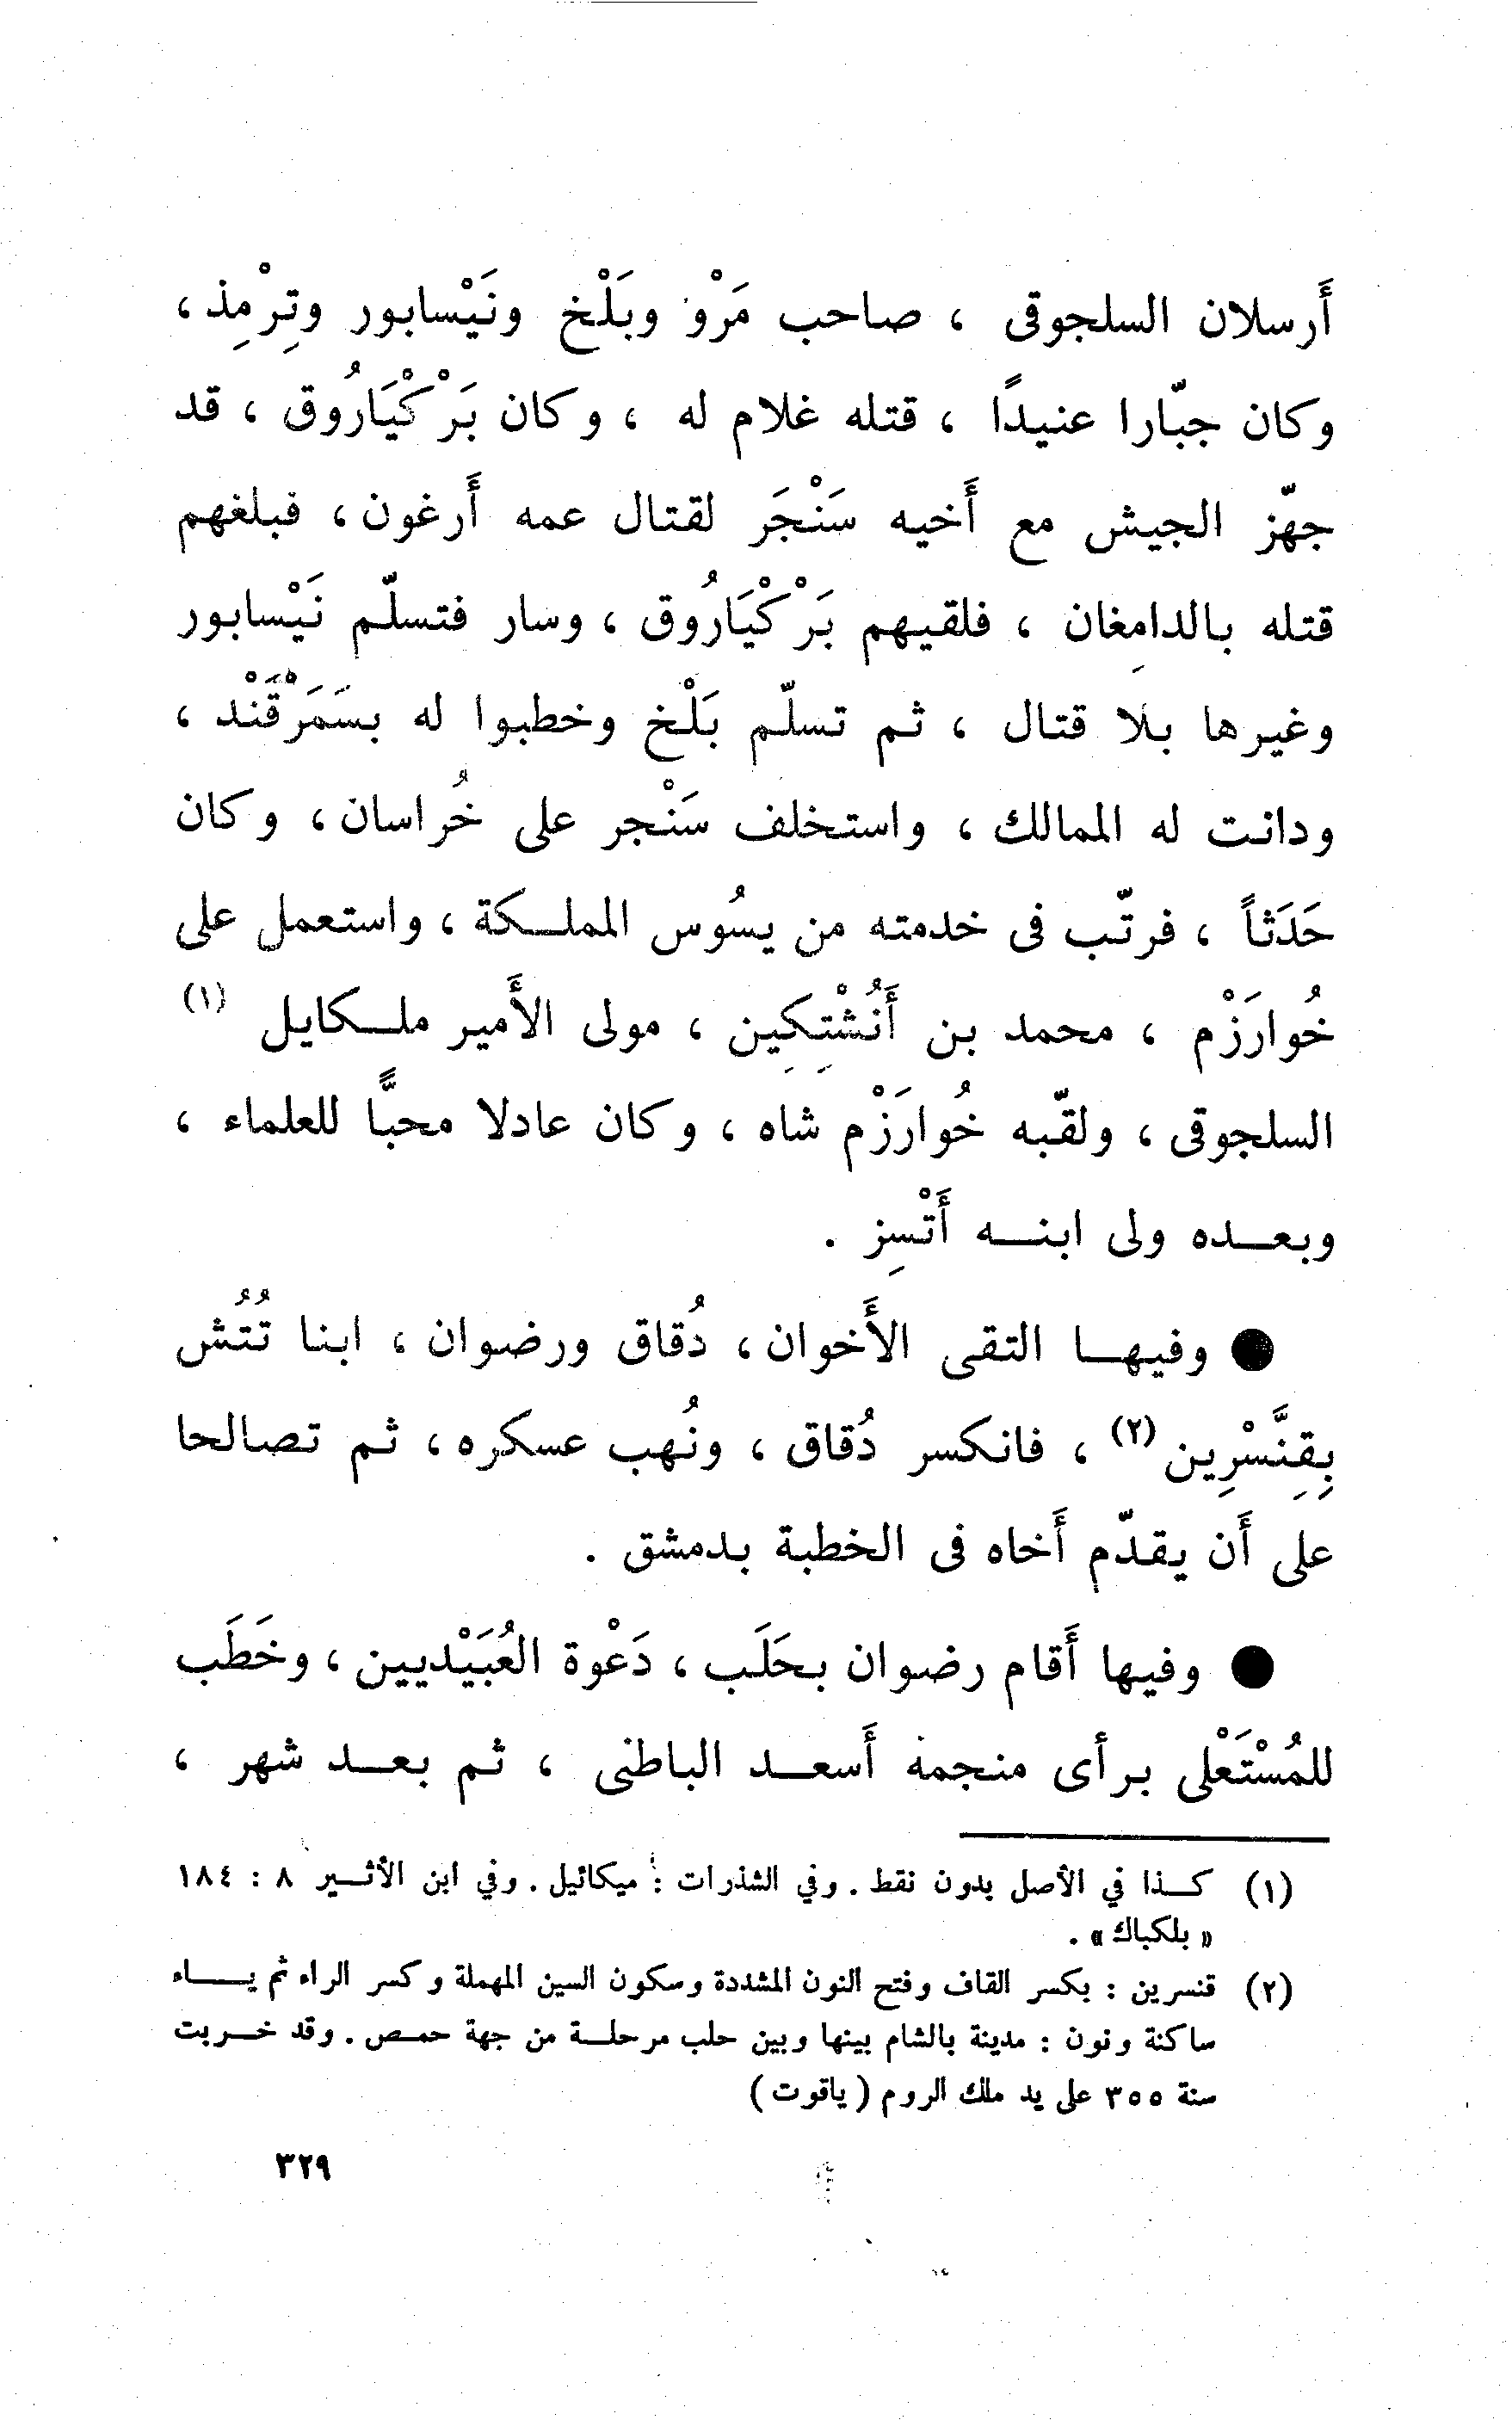 أَرسلان السلجوقى ، صاحب مَرْو وبَلْخ ونَيْسابور وتِرْمِذ ،
وكان جبّارا عنيدًا ، قتله غلام له ، وكان بَرْكْيَارُوق ، قد
جهّز الجيش مع أَخيه سَنْجَر لقتال عمه أَرغون ، فبلغهم
قتله بالدامِغان ، فلقيهم بَرْكْيَارُوق ، وسار فتسلّم نَيْسابور
وغيرها بلا قتال ، ثم تسلّم بَلْخ وخطبوا له بسَمَرْقَنْد ،
ودانت له الممالك ، واستخلف سَنْجر على خُراسان ، وكان
حَدَثاً ، فرتّب فى خدمته من يسُوس المملكة ، واستعمل على
خُوارَزْم ، محمد بن أَنُشْتِكِين ، مولى الأَمير ملكايل (١)
السلجوقى ، ولقّبه خُوارَزْم شاه ، وكان عادلا محبًّا للعلماء ،
وبعده ولى ابنه أَتْسِز .
● وفيها التقى الأَخوان ، دُقاق ورضوان ، ابنا تُتُش
بِقِنَّسْرِين (٢) ، فانكسر دُقاق ، ونُهب عسكره ، ثم تصالحا
على أَن يقدّم أَخاه فى الخطبة بدمشق .
● وفيها أَقام رضوان بحَلَب ، دَعْوة العُبَيْديين ، وخَطَب
للمُسْتَعْلى برأى منجمه أَسعد الباطنى ، ثم بعد شهر ،
(١) كذا في الأصل بدون نقط . وفي الشذرات : ميكائيل . وفي ابن الأثير ٨ : ١٨٤
« بلكباك » .
(٢) قنسرين : بكسر القاف وفتح النون المشددة وسكون السين المهملة وكسر الراء ثم ياء
ساكنة ونون : مدينة بالشام بينها وبين حلب مرحلة من جهة حمص . وقد خربت
سنة ٣٥٥ على يد ملك الروم ( ياقوت )
٣٢٩